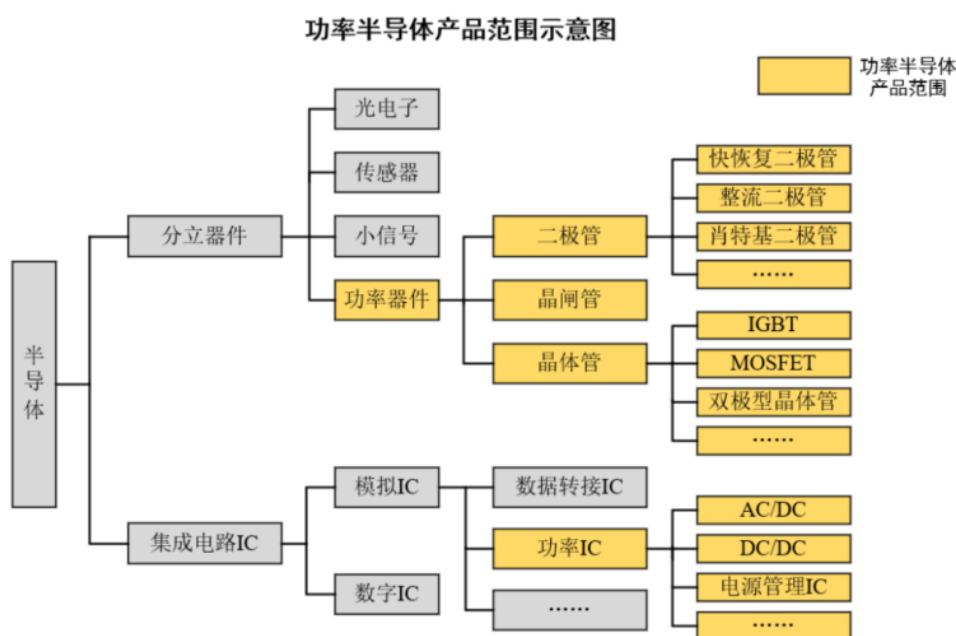 功率半导体产品范围示意图
功率半导体
产品范围
光电子
传感器
小信号
功率器件
分立器件
二极管
晶闸管
晶体管
快恢复二极管
整流二极管
肖特基二极管
······
IGBT
MOSFET
双极型晶体管
······
半导体
集成电路IC
模拟IC
数字IC
数据转接IC
功率IC
······
AC/DC
DC/DC
电源管理IC
······